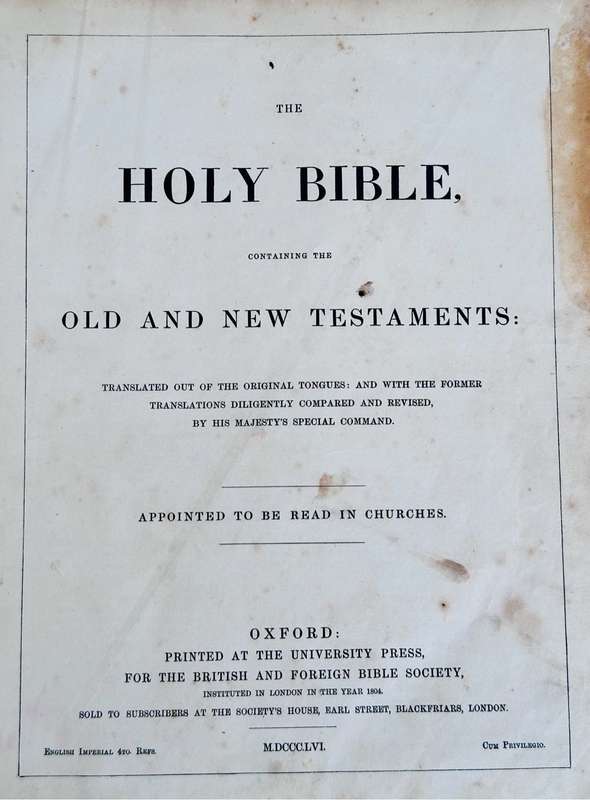 THE
HOLY BIBLE,
CONTAINING THE
OLD AND NEW TESTAMENTS:
TRANSLATED OUT OF THE ORIGINAL TONGUES: AND WITH THE FORMER
TRANSLATIONS DILIGENTLY COMPARED AND REVISED,
BY HIS MAJESTY'S SPECIAL COMMAND.
APPOINTED TO BE READ IN CHURCHES.
OXFORD:
PRINTED AT THE UNIVERSITY PRESS,
FOR THE BRITISH AND FOREIGN BIBLE SOCIETY,
INSTITUTED IN LONDON IN THE YEAR 1804.
SOLD TO SUBSCRIBERS AT THE SOCIETY'S HOUSE, EARL STREET, BLACKFRIARS, LONDON.
ENGLISH IMPERIAL 4TO. REFS. M.DCCC.LVI. CUM PRIVILEGIO.